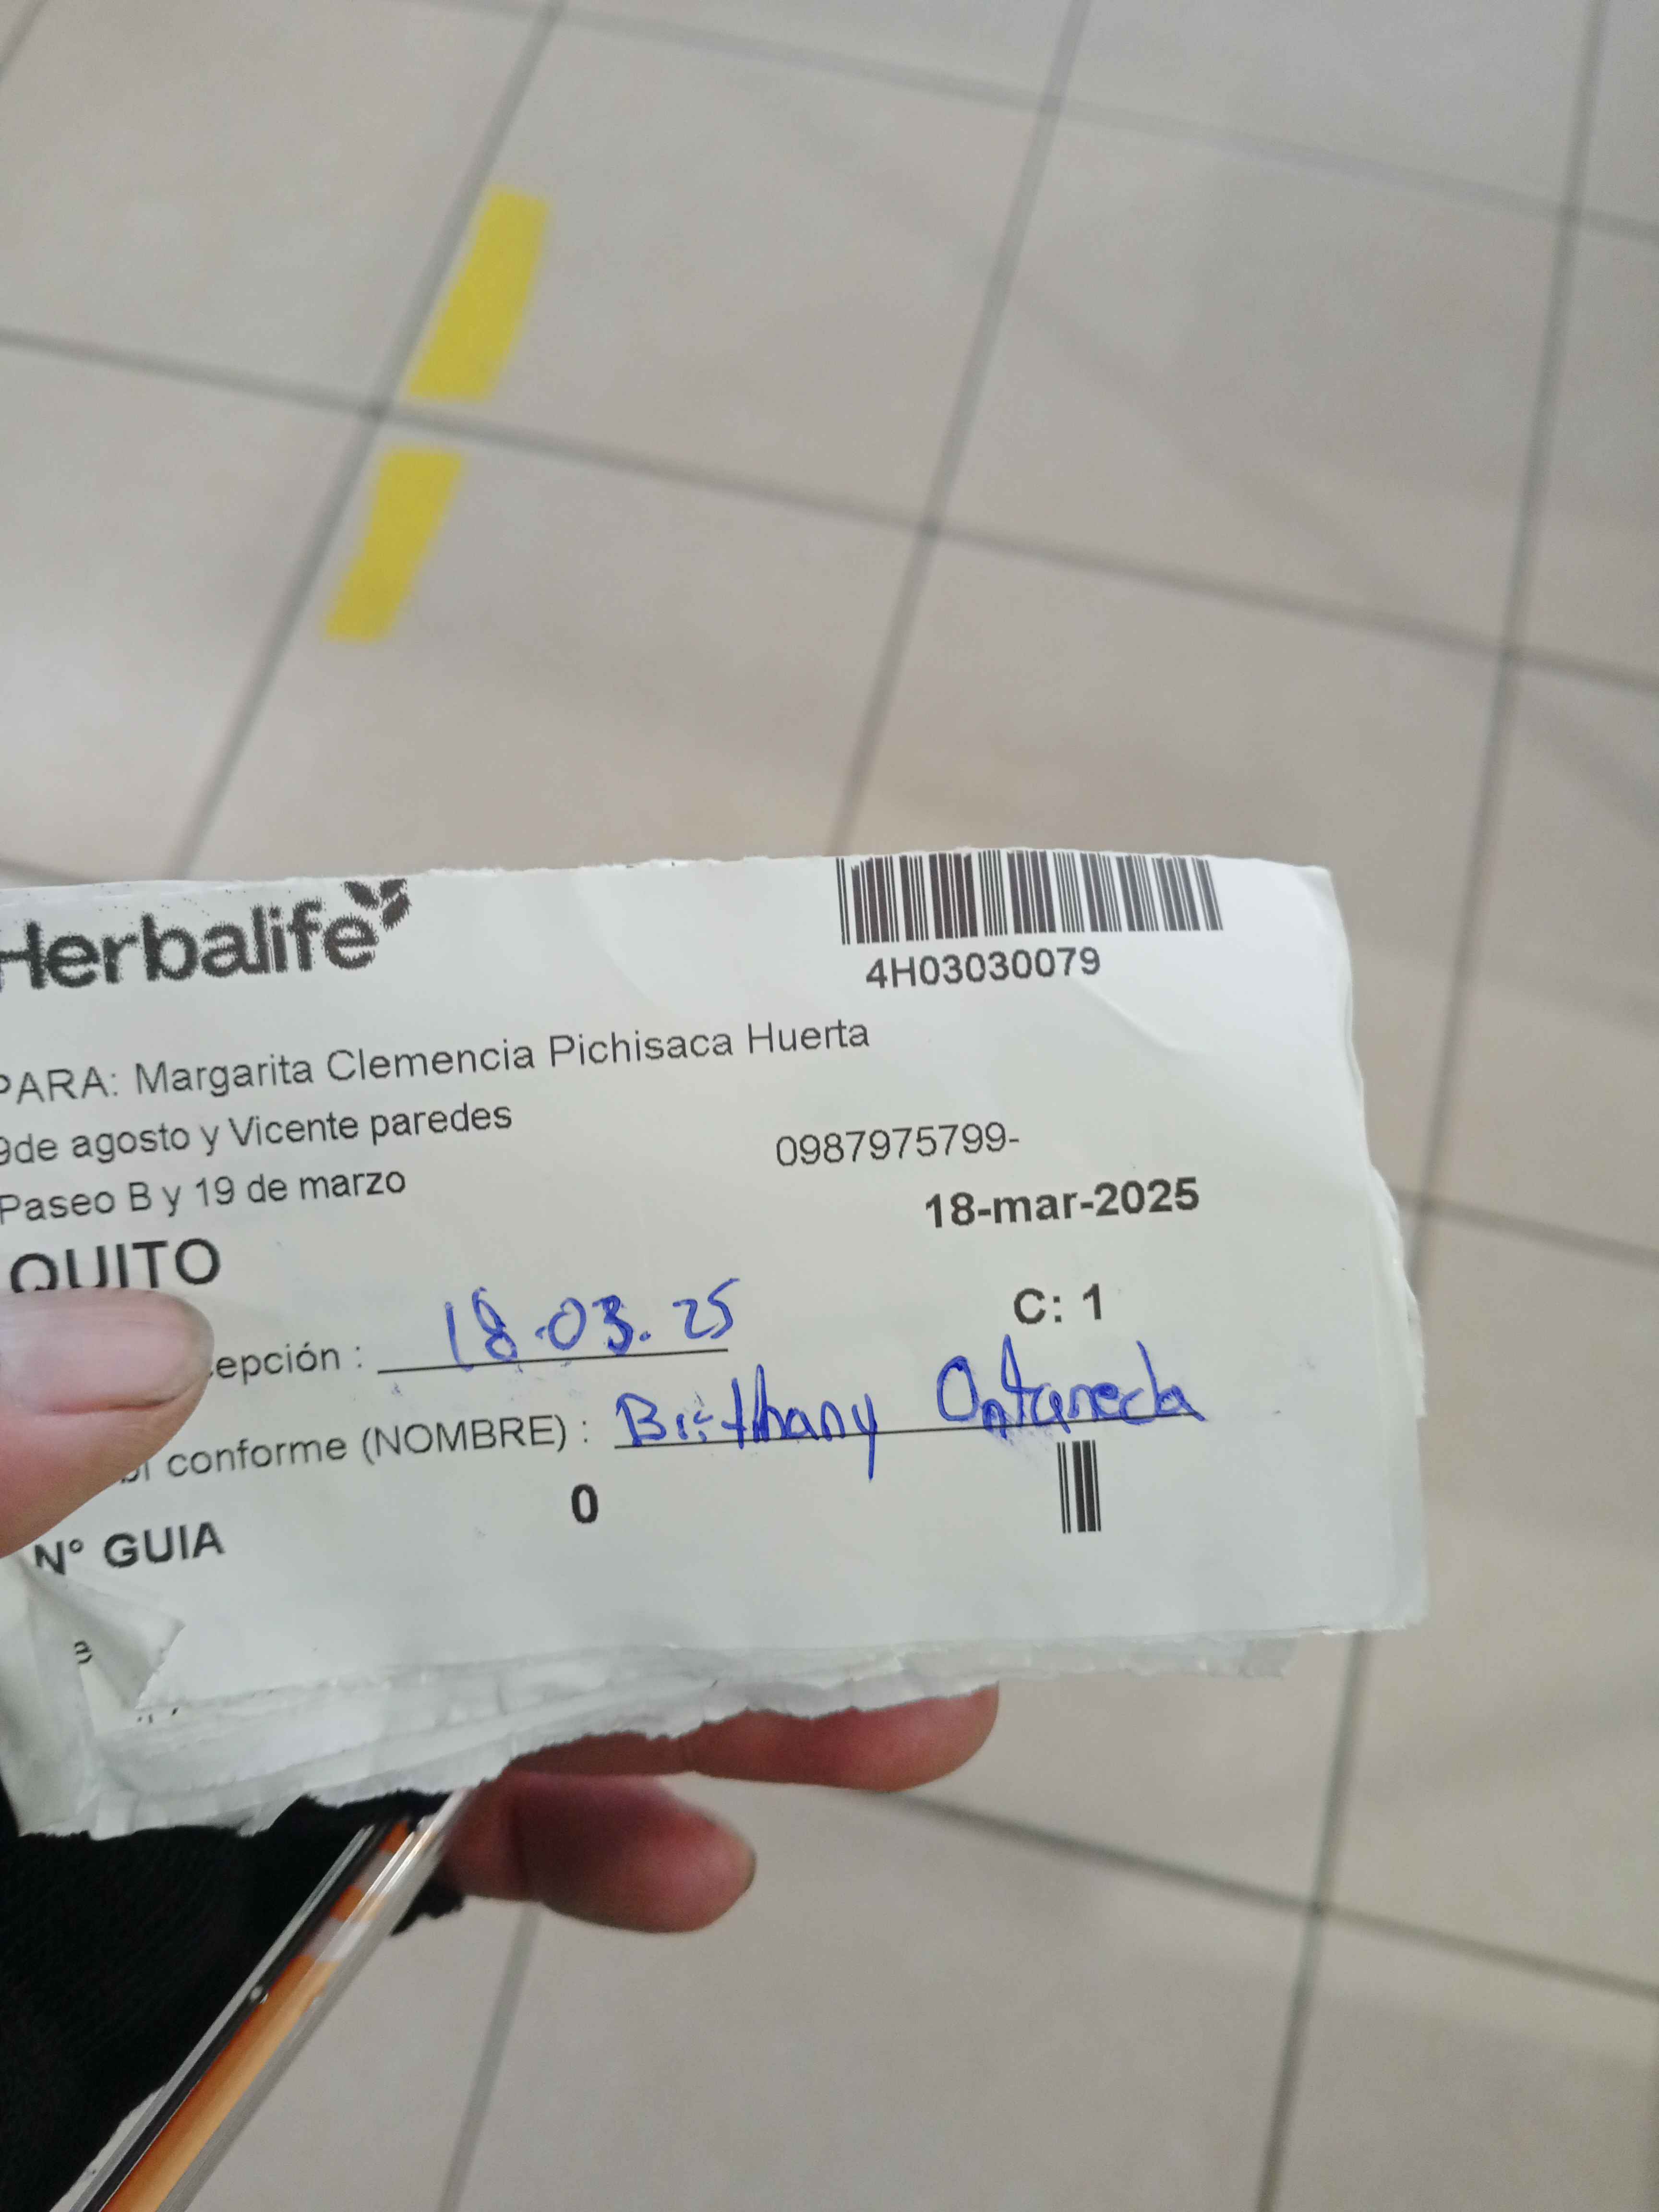 Herbalife
4H03030079
PARA: Margarita Clemencia Pichisaca Huerta
9de agosto y Vicente paredes
0987975799-
Paseo B y 19 de marzo
18-mar-2025
QUITO
C: 1
epción : 18.03.25
conforme (NOMBRE) : Brithany Ontaneda
0
N° GUIA